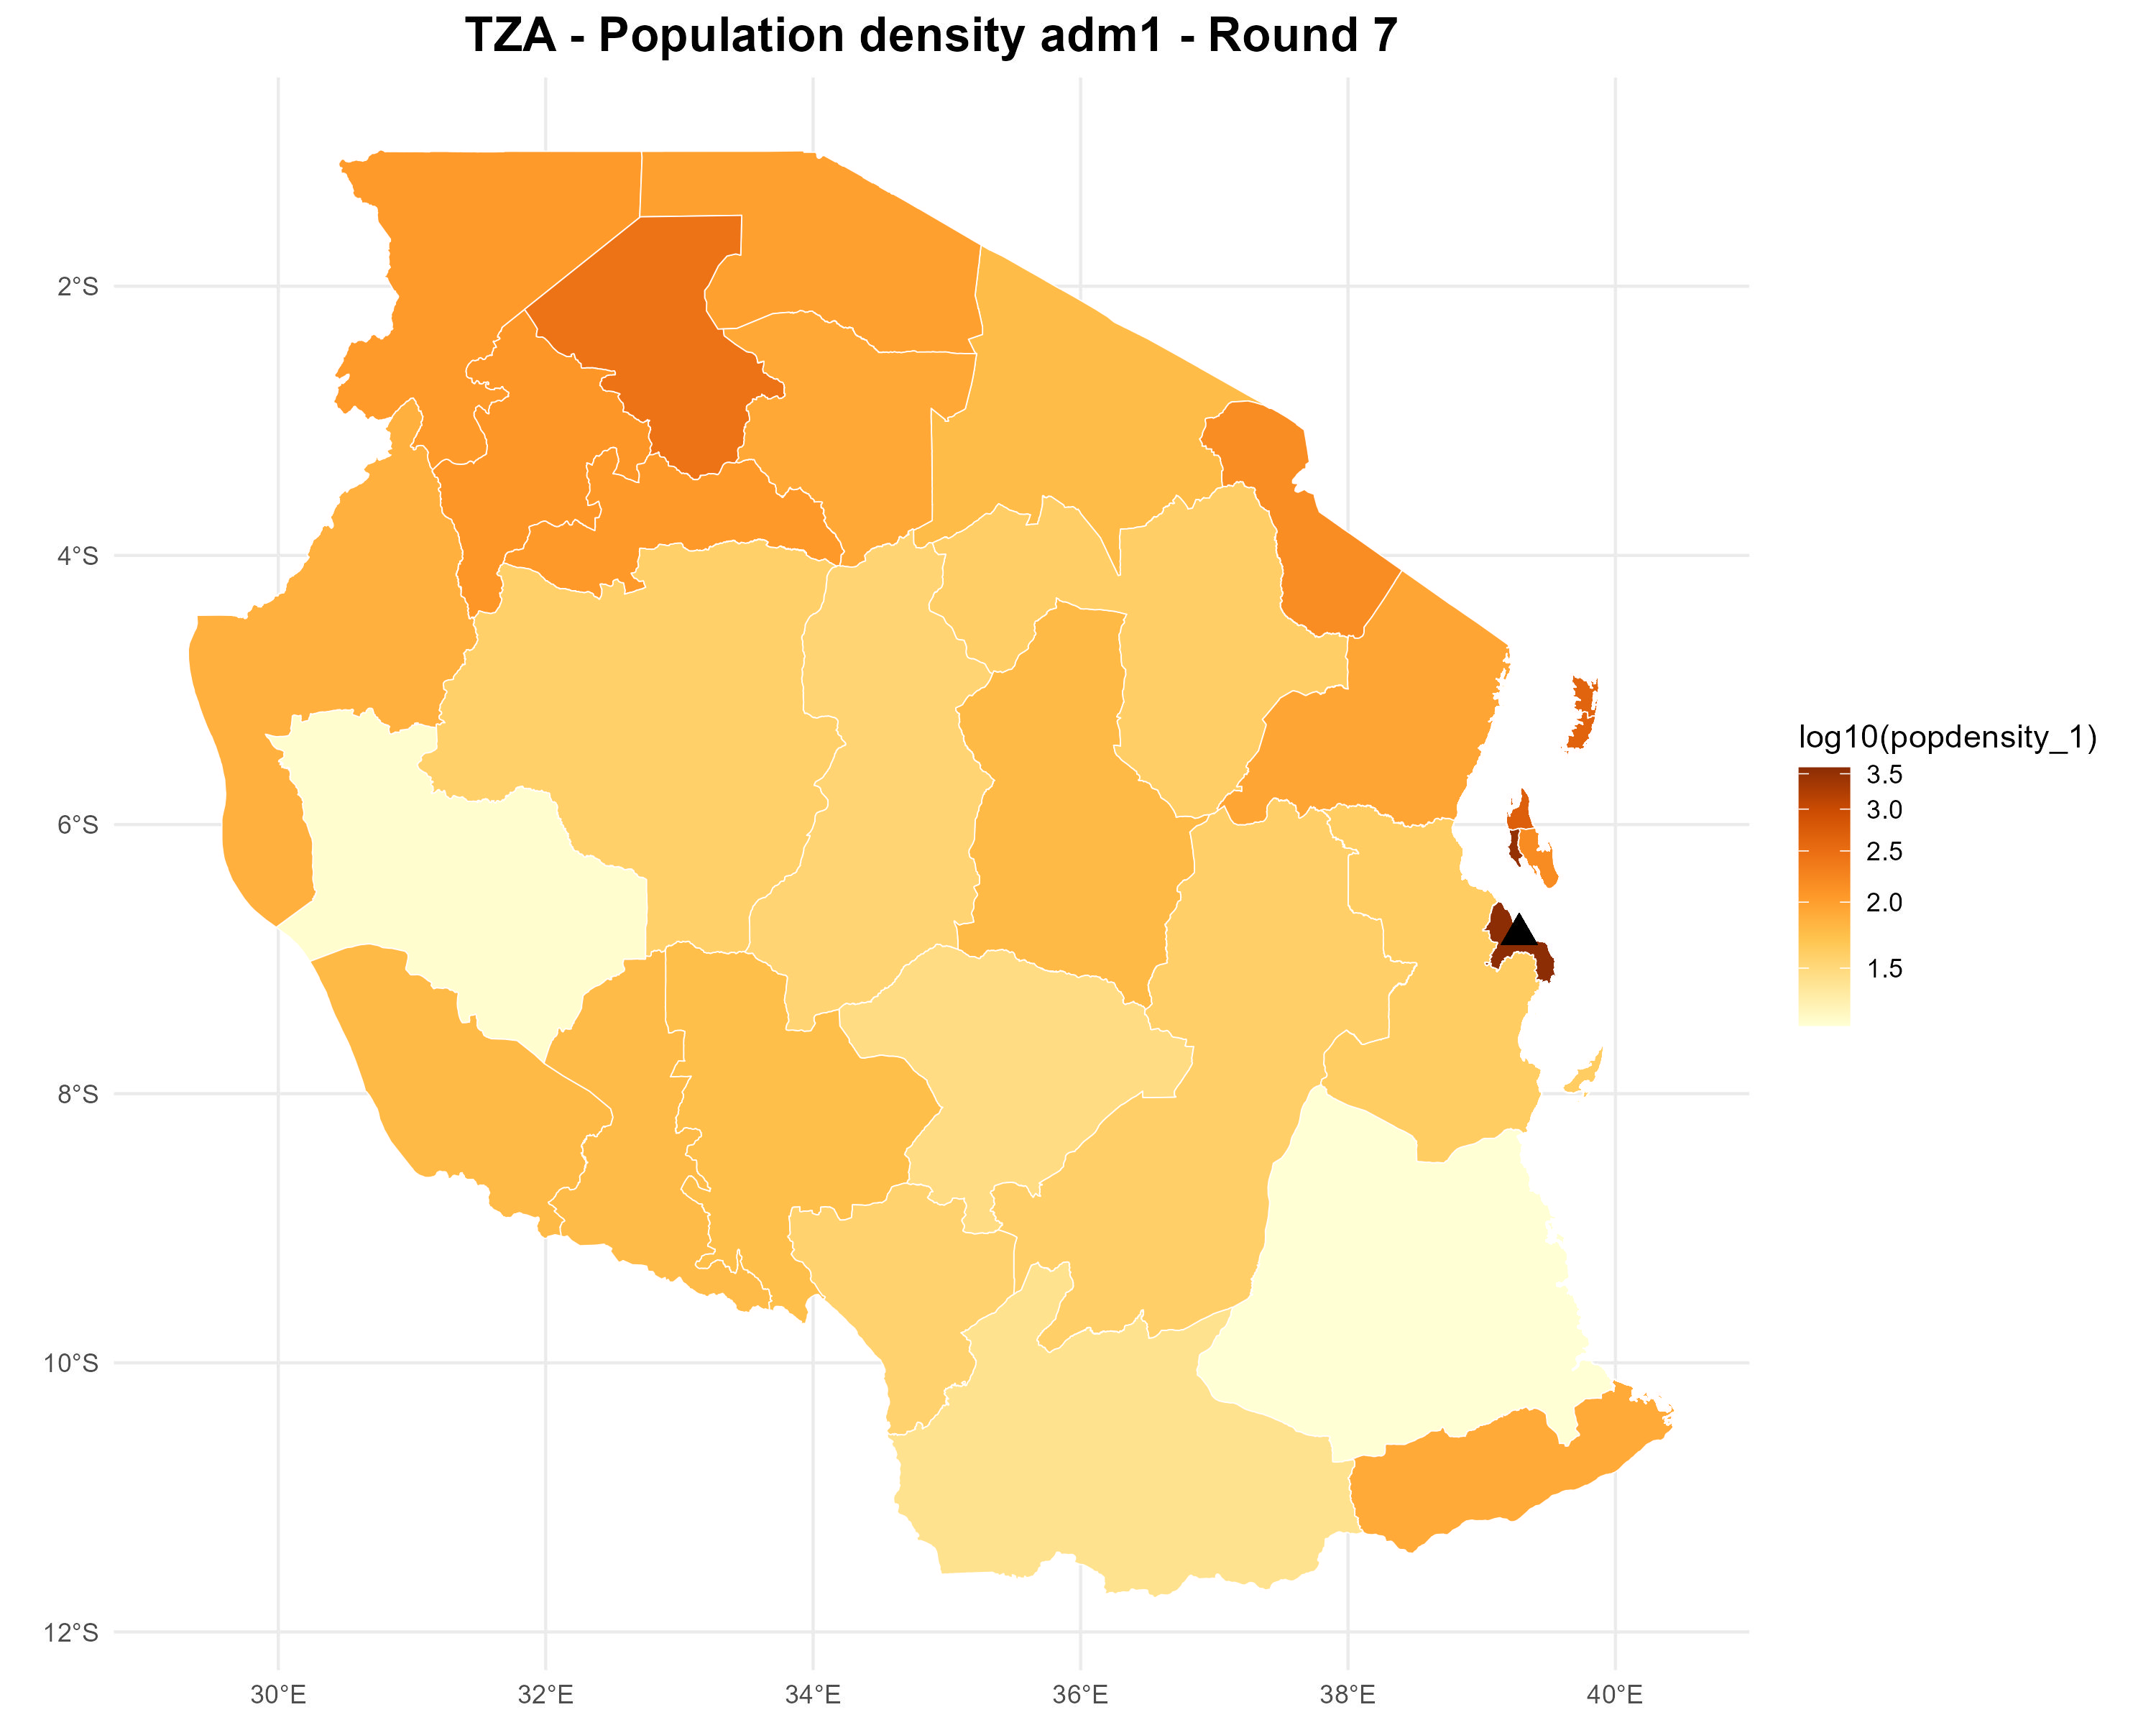 TZA - Population density adm1 - Round 7
2°S
4°S
6°S
8°S
10°S
12°S
30°E
32°E
34°E
36°E
38°E
40°E
log10(popdensity_1)
3.5
3.0
2.5
2.0
1.5